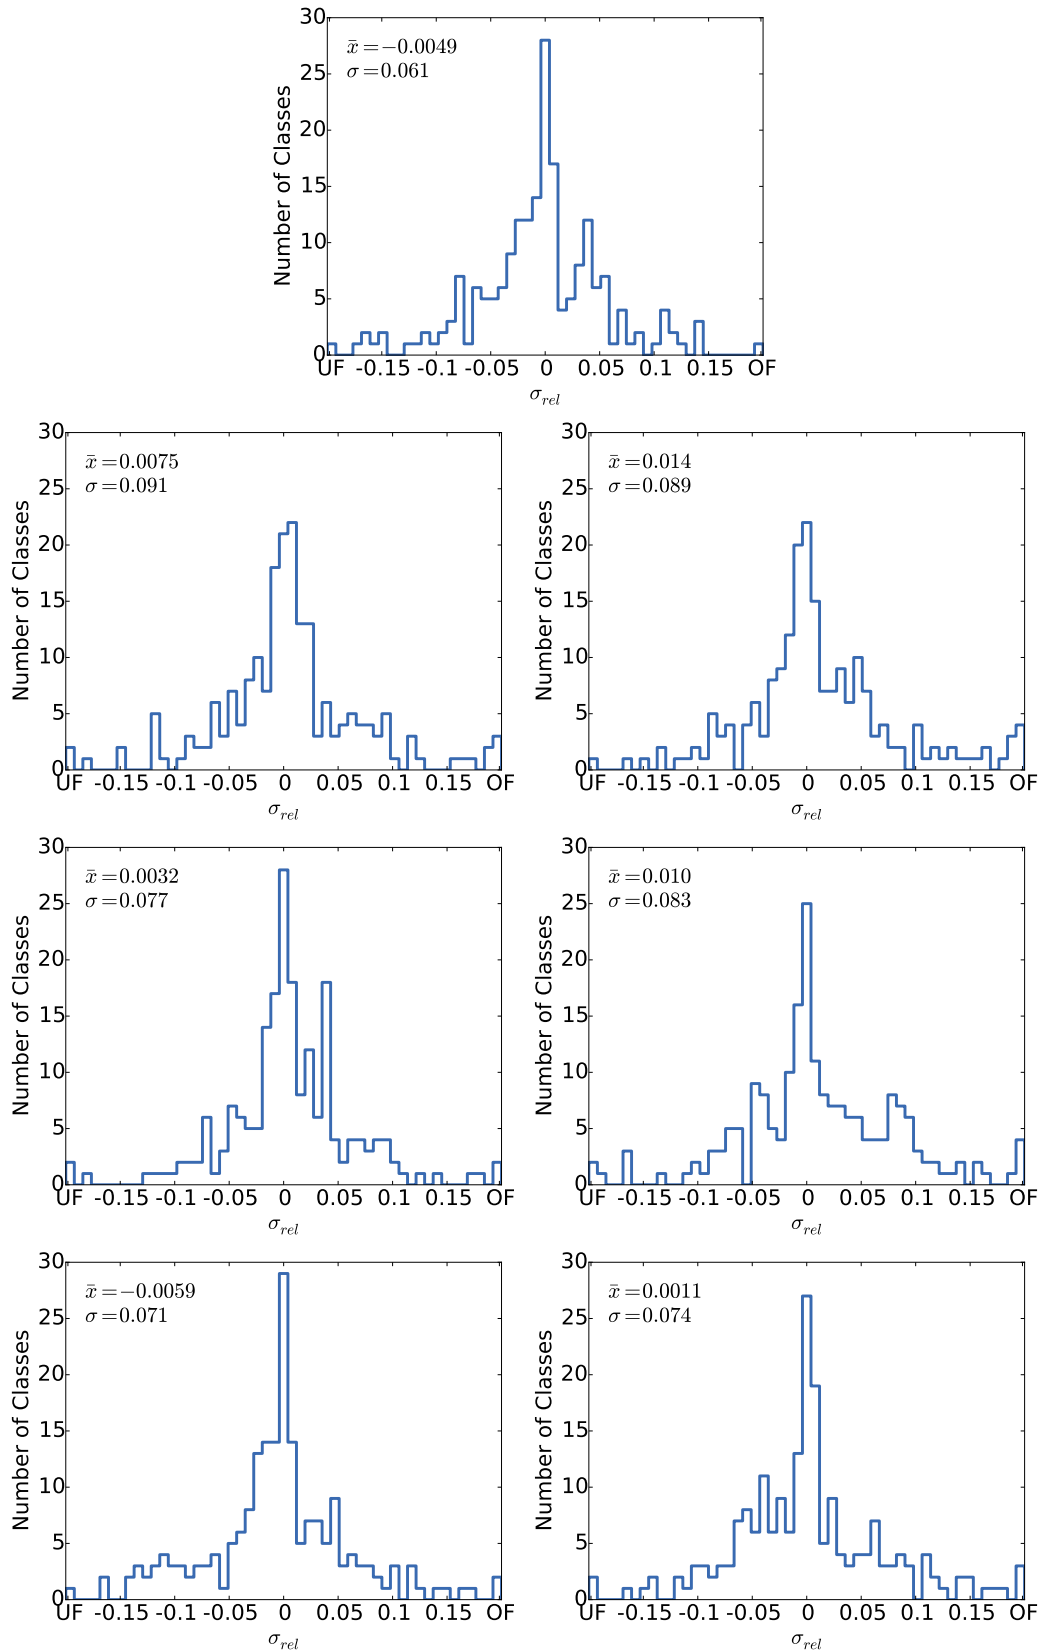 x̄ = −0.0049
σ = 0.061
Number of Classes
30
25
20
15
10
5
0
UF -0.15 -0.1 -0.05 0 0.05 0.1 0.15 OF
σrel
x̄ = 0.0075
σ = 0.091
Number of Classes
30
25
20
15
10
5
0
UF -0.15 -0.1 -0.05 0 0.05 0.1 0.15 OF
σrel
x̄ = 0.014
σ = 0.089
Number of Classes
30
25
20
15
10
5
0
UF -0.15 -0.1 -0.05 0 0.05 0.1 0.15 OF
σrel
x̄ = 0.0032
σ = 0.077
Number of Classes
30
25
20
15
10
5
0
UF -0.15 -0.1 -0.05 0 0.05 0.1 0.15 OF
σrel
x̄ = 0.010
σ = 0.083
Number of Classes
30
25
20
15
10
5
0
UF -0.15 -0.1 -0.05 0 0.05 0.1 0.15 OF
σrel
x̄ = −0.0059
σ = 0.071
Number of Classes
30
25
20
15
10
5
0
UF -0.15 -0.1 -0.05 0 0.05 0.1 0.15 OF
σrel
x̄ = 0.0011
σ = 0.074
Number of Classes
30
25
20
15
10
5
0
UF -0.15 -0.1 -0.05 0 0.05 0.1 0.15 OF
σrel